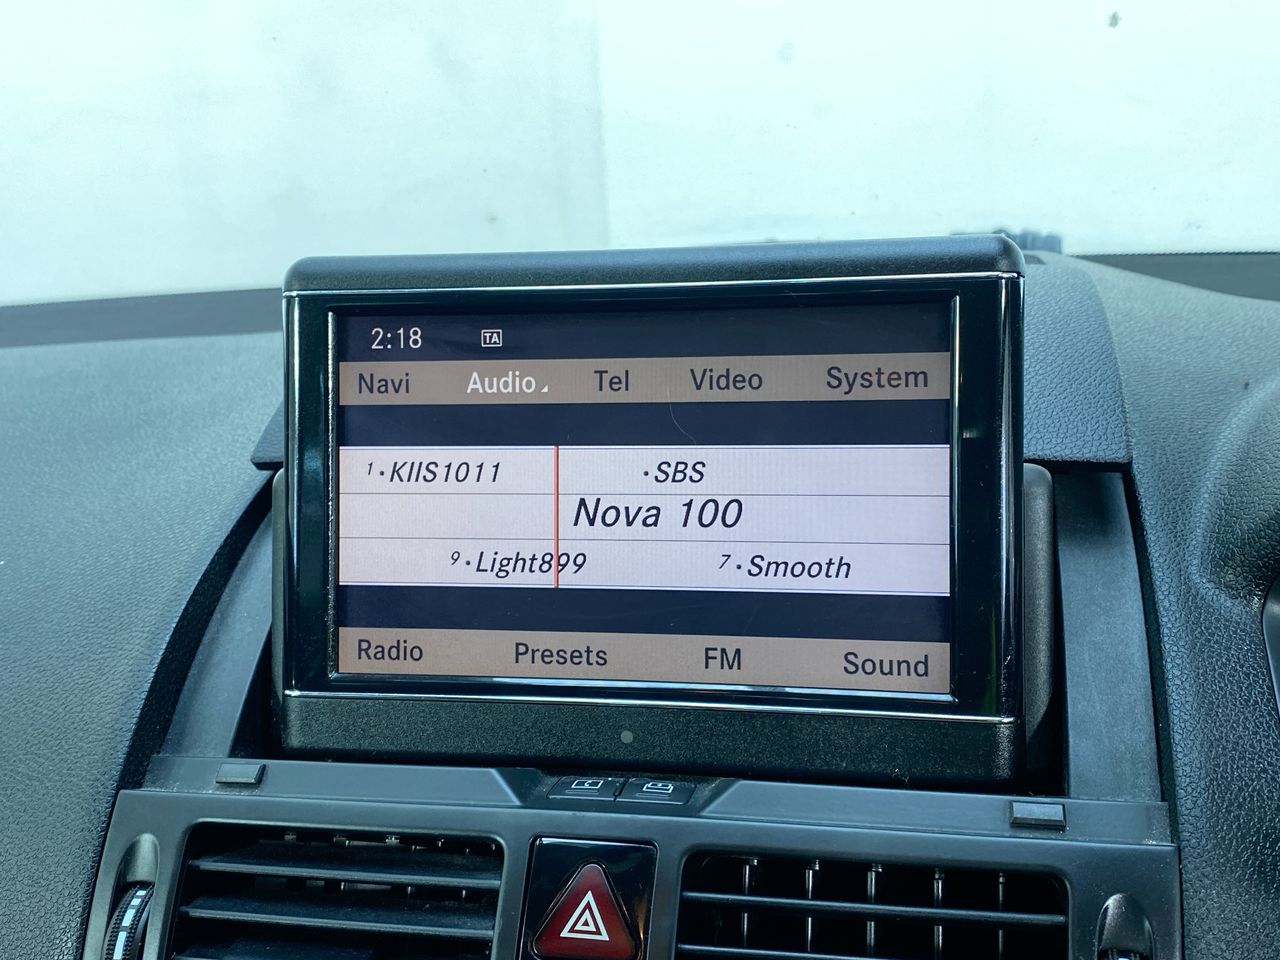 2:18 TA
Navi Audio Tel Video System
1·KIIS1011 ·SBS
Nova 100
9·Light899 7·Smooth
Radio Presets FM Sound